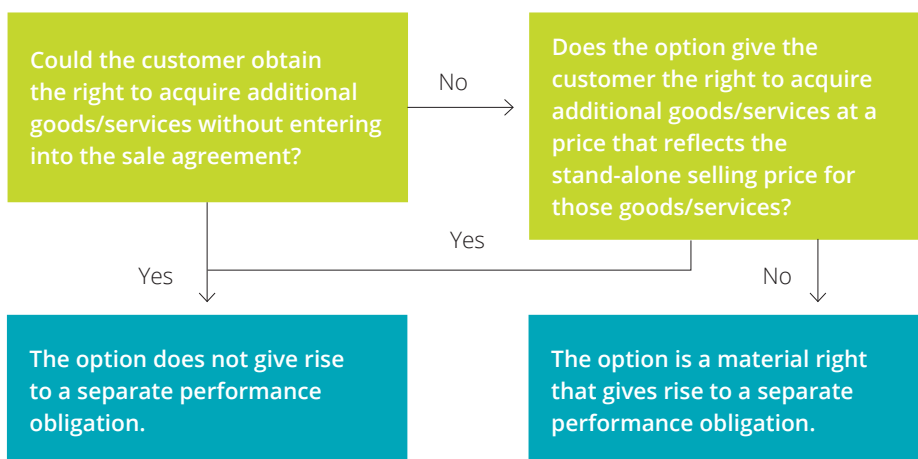 Could the customer obtain
the right to acquire additional
goods/services without entering
into the sale agreement?
No
Does the option give the
customer the right to acquire
additional goods/services at a
price that reflects the
stand-alone selling price for
those goods/services?
Yes
Yes
No
The option does not give rise
to a separate performance
obligation.
The option is a material right
that gives rise to a separate
performance obligation.